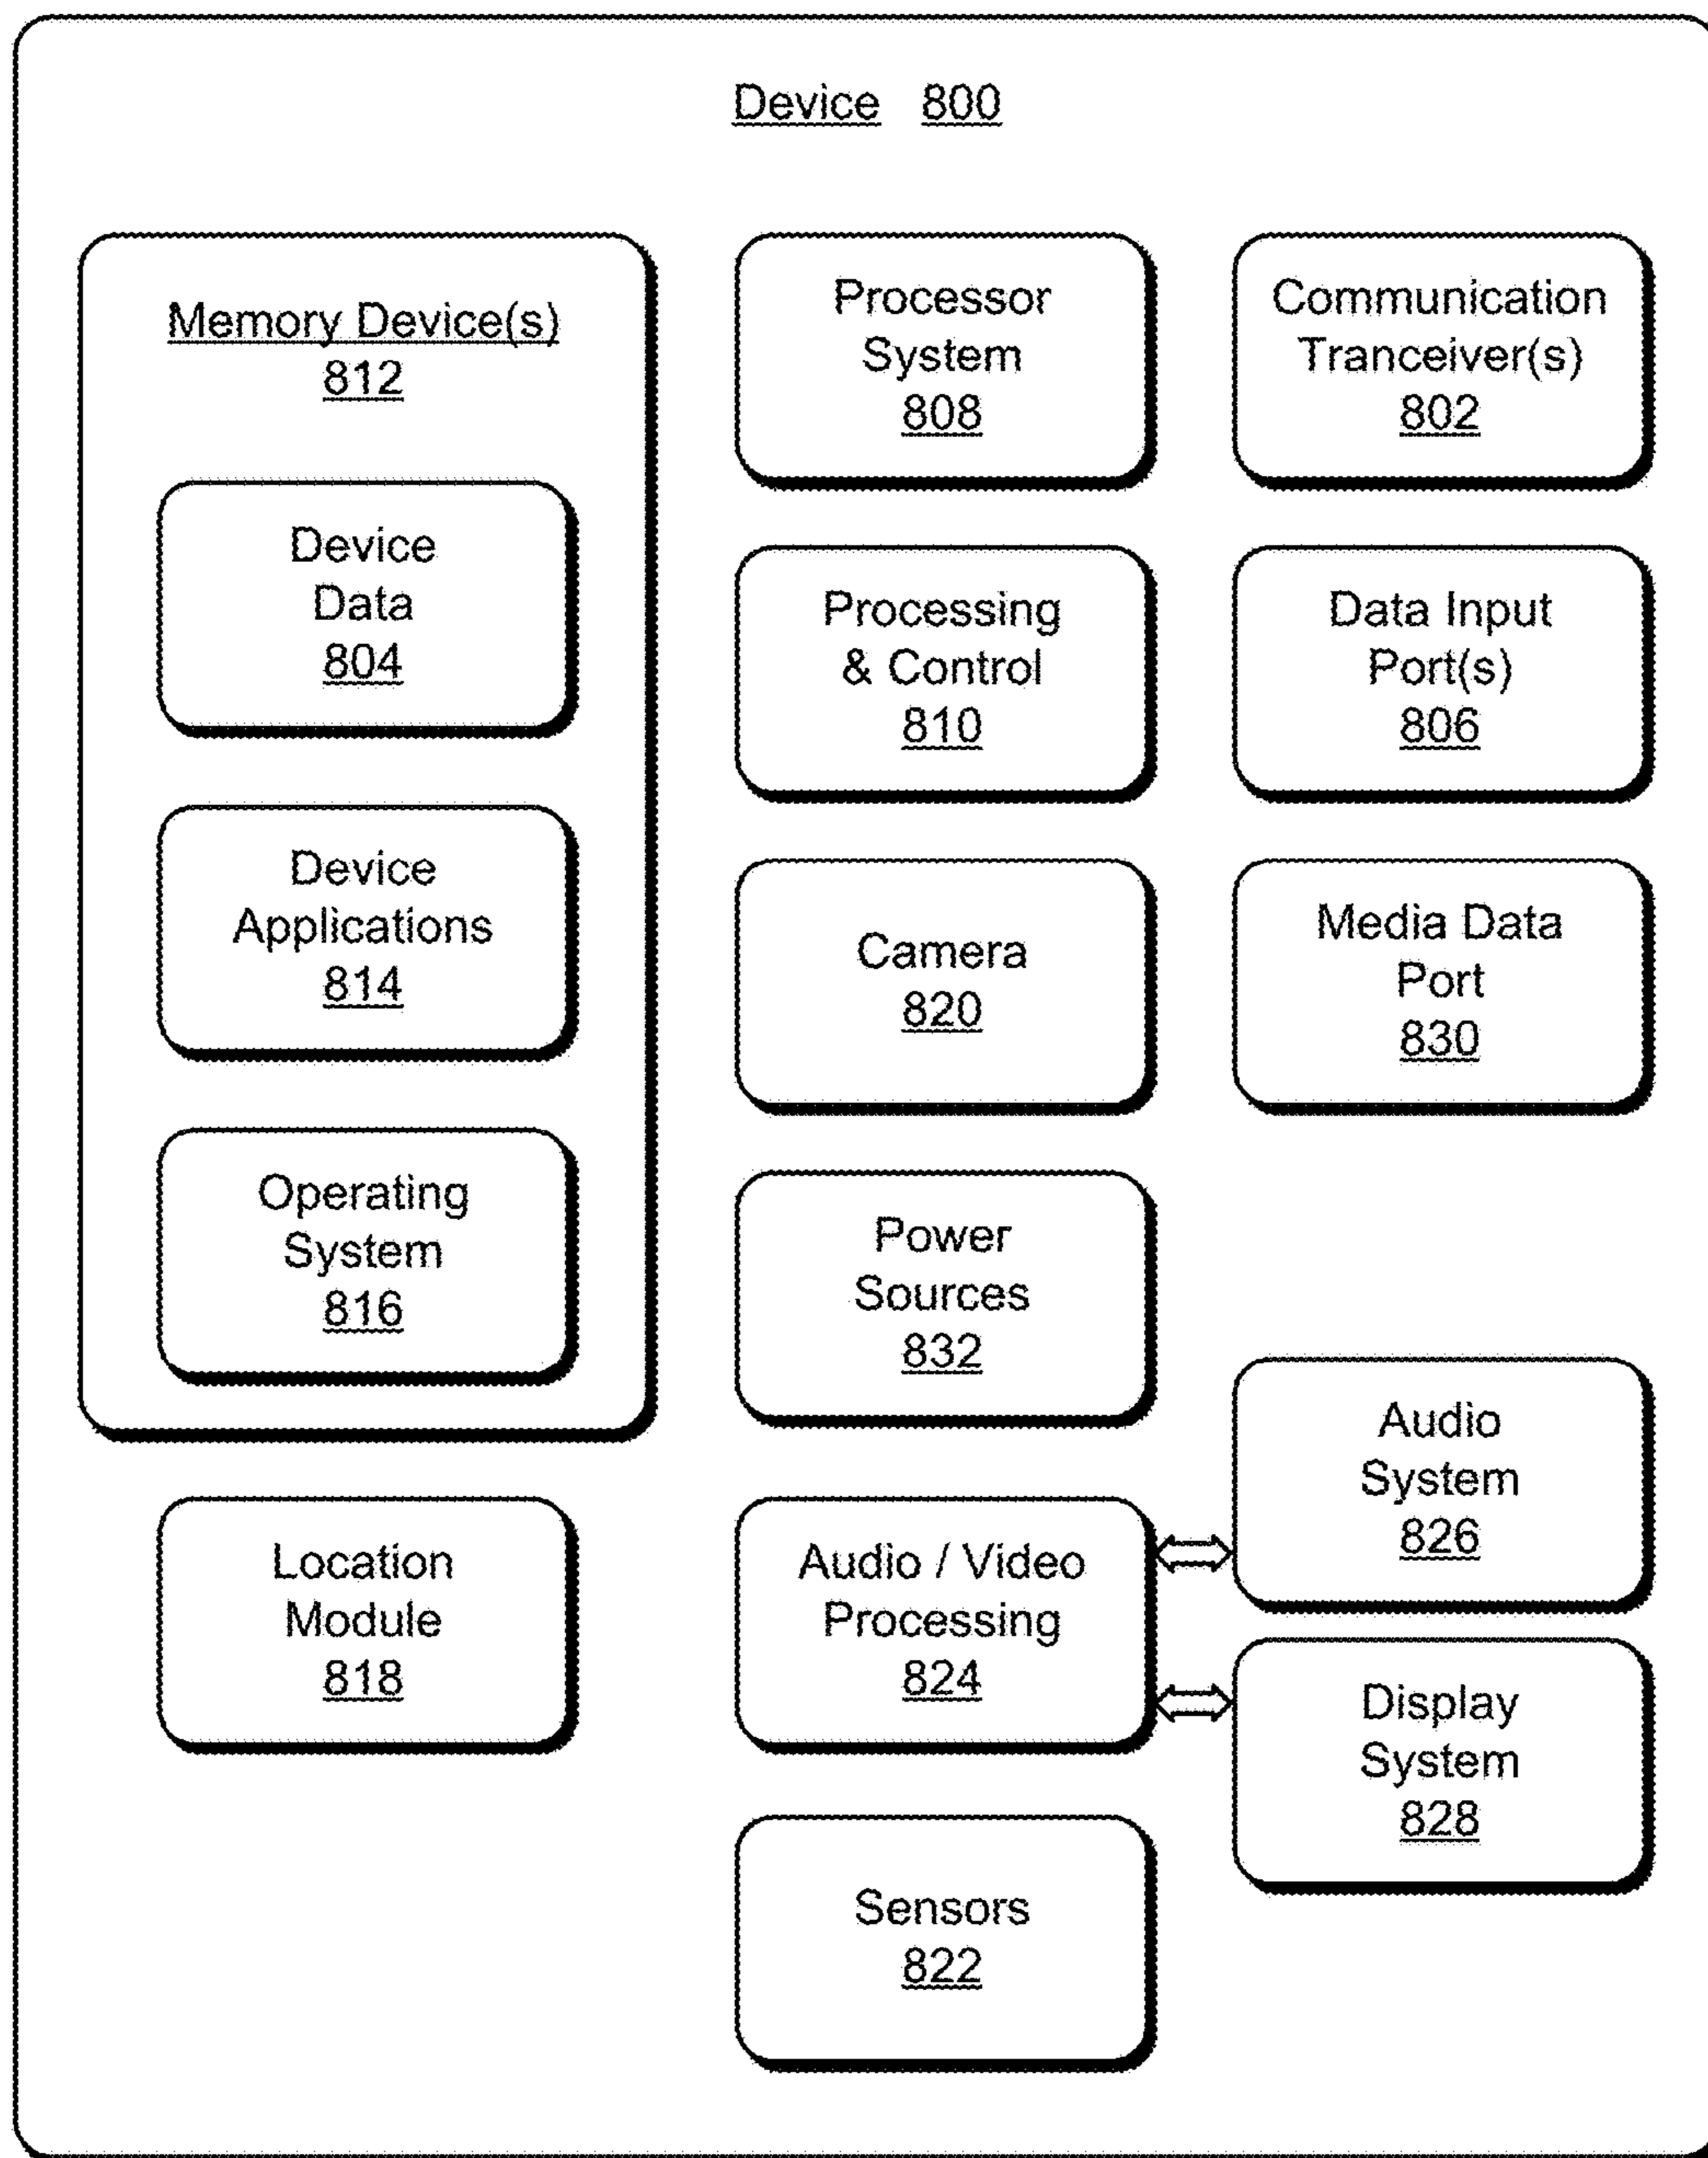 Device 800
Memory Device(s)
812
Device
Data
804
Device
Applications
814
Operating
System
816
Location
Module
818
Processor
System
808
Processing
& Control
810
Camera
820
Power
Sources
832
Audio / Video
Processing
824
Sensors
822
Communication
Tranceiver(s)
802
Data Input
Port(s)
806
Media Data
Port
830
Audio
System
826
Display
System
828